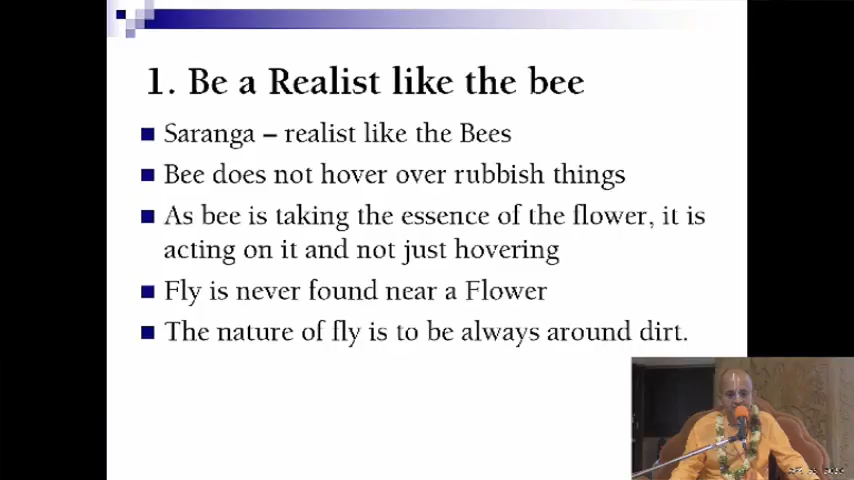 1. Be a Realist like the bee
Saranga – realist like the Bees
Bee does not hover over rubbish things
As bee is taking the essence of the flower, it is
acting on it and not just hovering
Fly is never found near a Flower
The nature of fly is to be always around dirt.